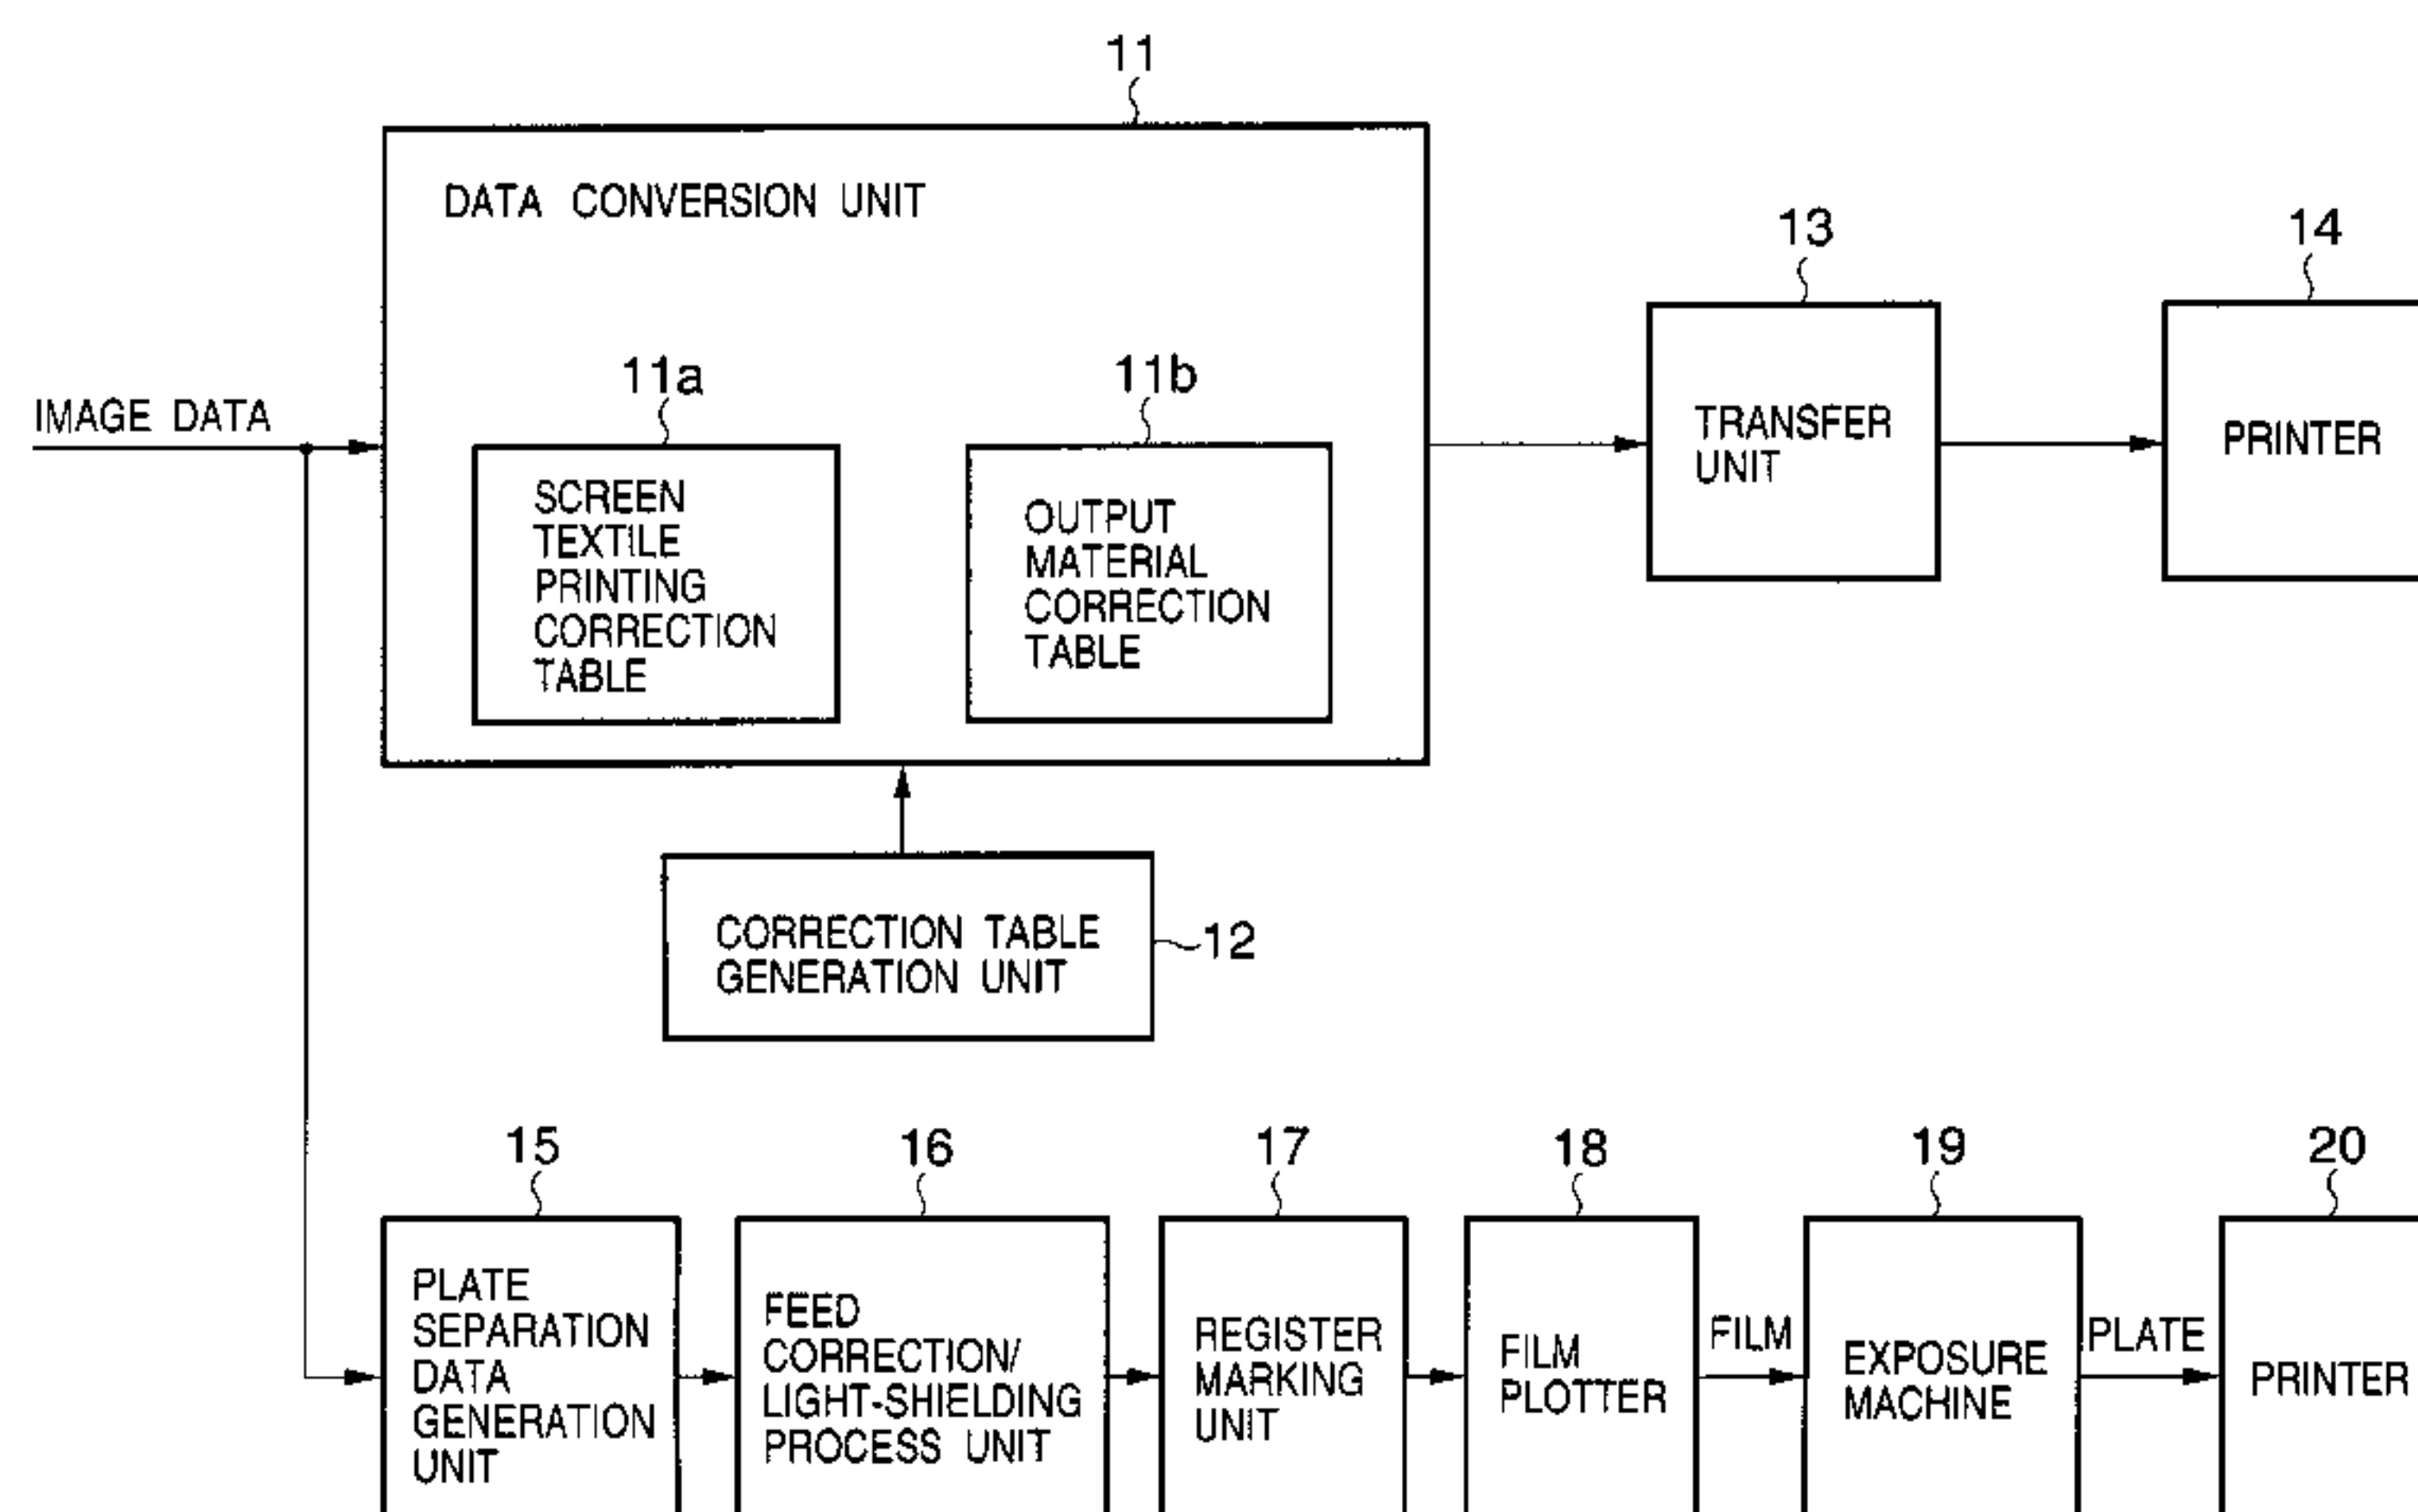 11
DATA CONVERSION UNIT
13
14
11a
11b
IMAGE DATA
SCREEN
TEXTILE
PRINTING
CORRECTION
TABLE
OUTPUT
MATERIAL
CORRECTION
TABLE
TRANSFER
UNIT
PRINTER
CORRECTION TABLE
GENERATION UNIT
12
15
16
17
18
19
20
PLATE
SEPARATION
DATA
GENERATION
UNIT
FEED
CORRECTION/
LIGHT-SHIELDING
PROCESS UNIT
REGISTER
MARKING
UNIT
FILM
PLOTTER
FILM
EXPOSURE
MACHINE
PLATE
PRINTER